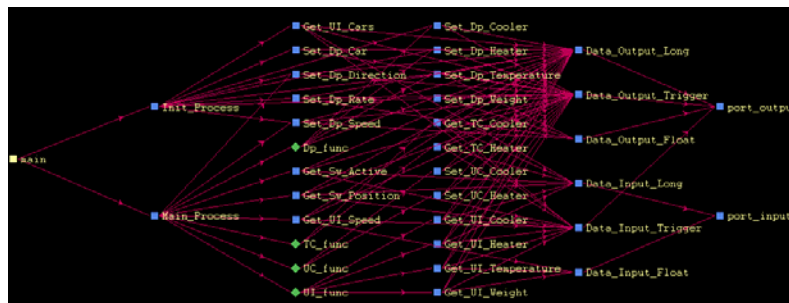 Get_UI_Cars
Set_Dp_Cooler
Set_Dp_Car
Set_Dp_Heater
Data_Output_Long
Set_Dp_Direction
Set_Dp_Temperature
Init_Process
Set_Dp_Rate
Set_Dp_Weight
Data_Output_Trigger
port_output
Set_Dp_Speed
Get_TC_Cooler
Data_Output_Float
Dp_func
Get_TC_Heater
main
Get_Sw_Active
Set_UC_Cooler
Data_Input_Long
Get_Sw_Position
Set_UC_Heater
Main_Process
Get_UI_Speed
Get_UI_Cooler
Data_Input_Trigger
port_input
TC_func
Get_UI_Heater
UC_func
Get_UI_Temperature
Data_Input_Float
UI_func
Get_UI_Weight